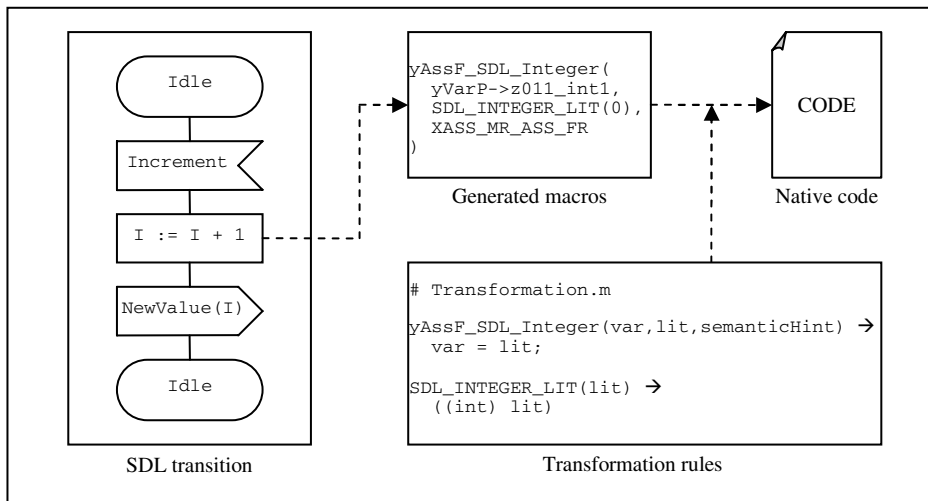 Idle
Increment
I := I + 1
NewValue(I)
Idle
SDL transition
yAssF_SDL_Integer(
yVarP->z011_int1,
SDL_INTEGER_LIT(0),
XASS_MR_ASS_FR
)
Generated macros
CODE
Native code
# Transformation.m
yAssF_SDL_Integer(var,lit,semanticHint) →
var = lit;
SDL_INTEGER_LIT(lit) →
((int) lit)
Transformation rules